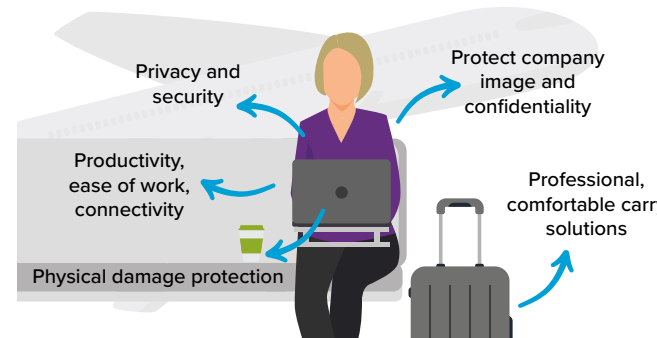 Privacy and
security
Protect company
image and
confidentiality
Productivity,
ease of work,
connectivity
Professional,
comfortable carr
solutions
Physical damage protection